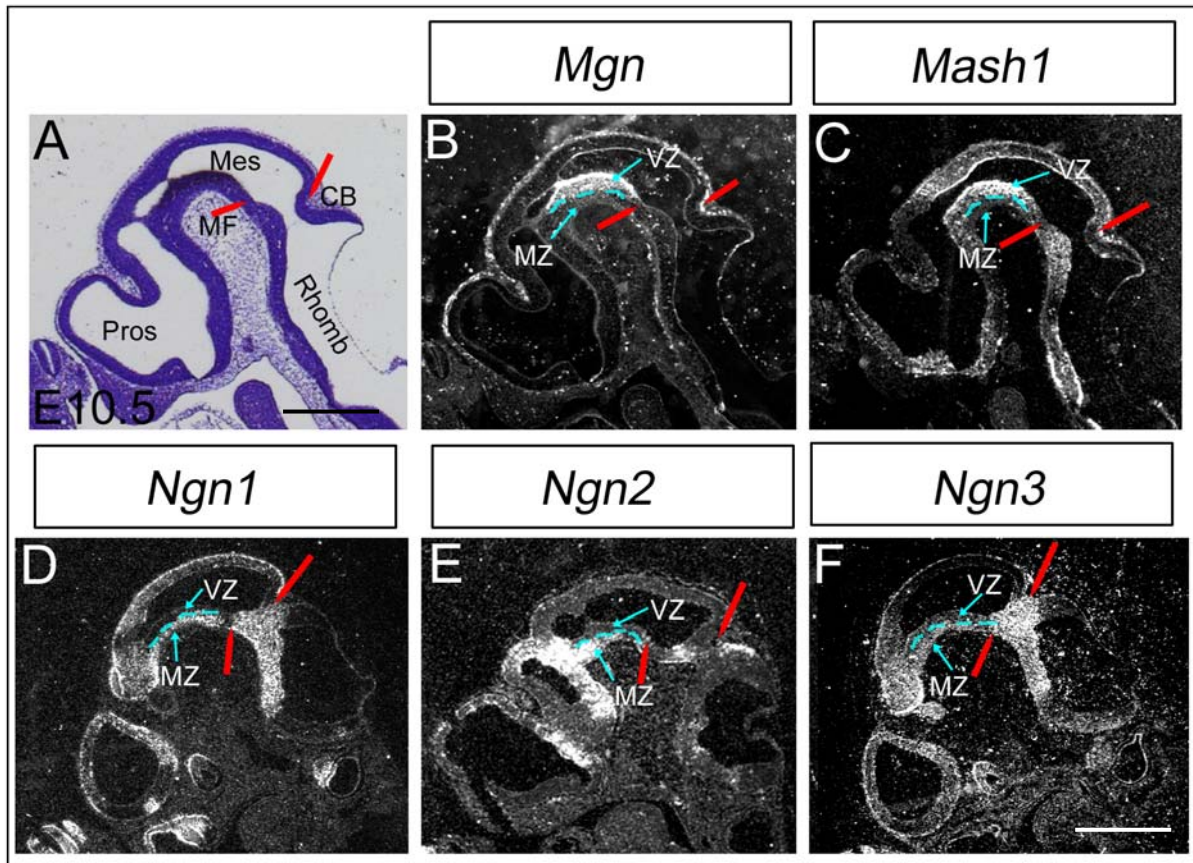 Mgn
Mash1
A
Mes
CB
MF
Pros
Rhomb
E10.5
B
VZ
MZ
C
VZ
MZ
Ngn1
Ngn2
Ngn3
D
VZ
MZ
E
VZ
MZ
F
VZ
MZ